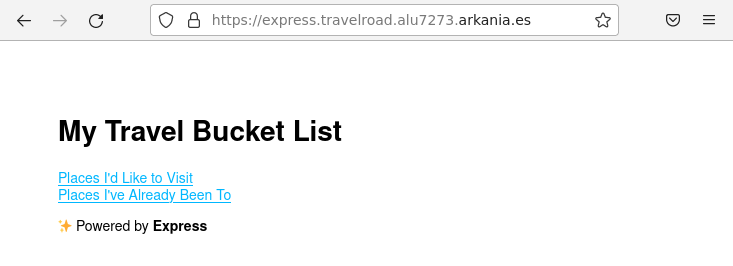 https://express.travelroad.alu7273.arkania.es
My Travel Bucket List
Places I'd Like to Visit
Places I've Already Been To
✨ Powered by Express